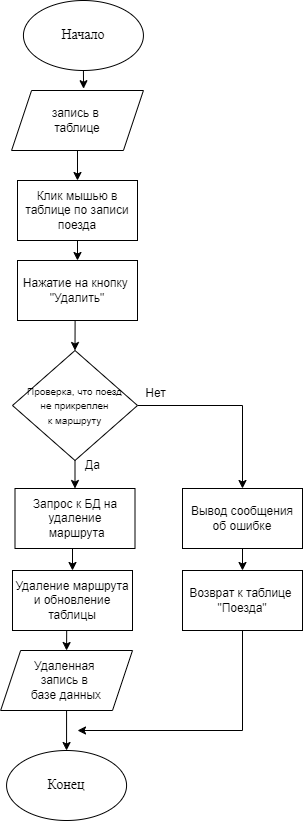 Начало
запись в
таблице
Клик мышью в
таблице по записи
поезда
Нажатие на кнопку
"Удалить"
Проверка, что поезд
не прикреплен
к маршруту
Нет
Да
Запрос к БД на
удаление
маршрута
Вывод сообщения
об ошибке
Удаление маршрута
и обновление
таблицы
Возврат к таблице
"Поезда"
Удаленная
запись в
базе данных
Конец